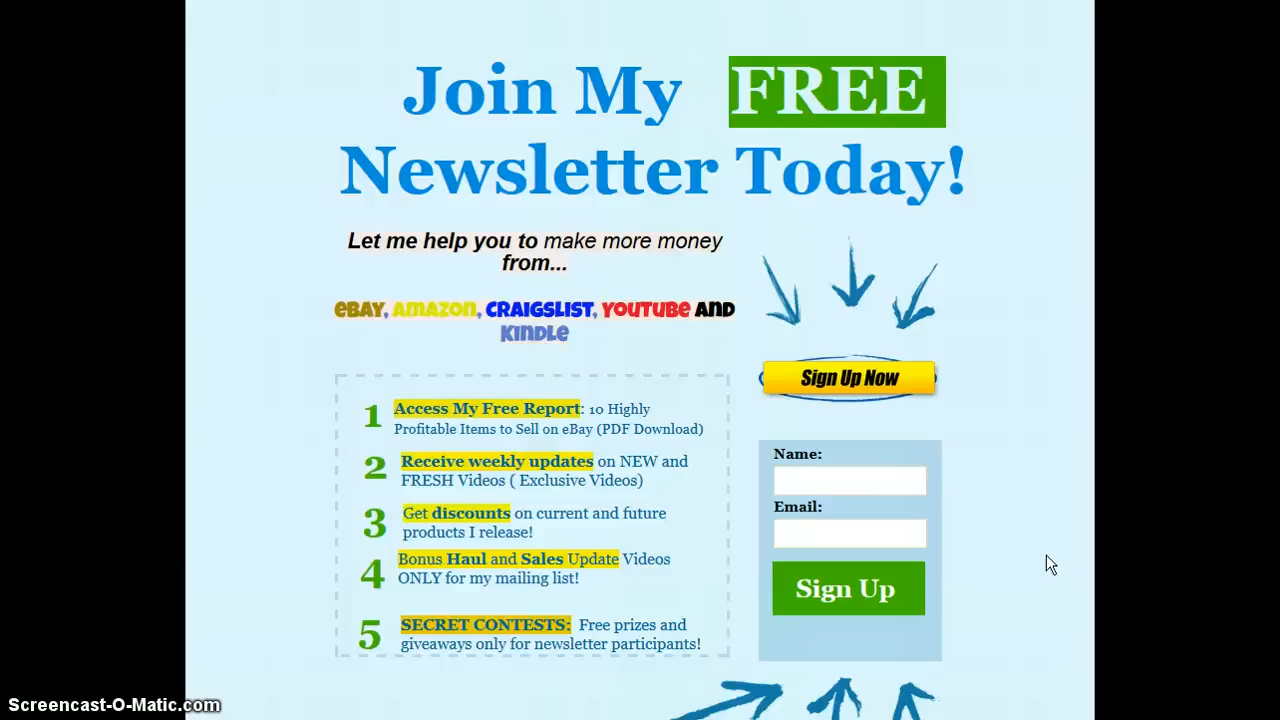 Join My FREE
Newsletter Today!
Let me help you to make more money
from...
eBay, Amazon, Craigslist, YouTube and
Kindle
Sign Up Now
1 Access My Free Report: 10 Highly
Profitable Items to Sell on eBay (PDF Download)
2 Receive weekly updates on NEW and
FRESH Videos ( Exclusive Videos)
3 Get discounts on current and future
products I release!
4 Bonus Haul and Sales Update Videos
ONLY for my mailing list!
5 SECRET CONTESTS: Free prizes and
giveaways only for newsletter participants!
Name:
Email:
Sign Up
Screencast-O-Matic.com